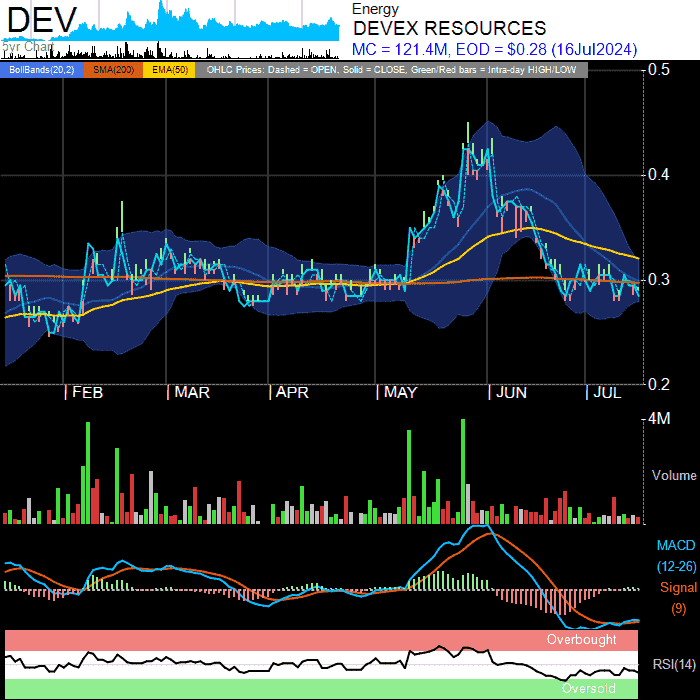 DEV
Energy
DEVEX RESOURCES
MC = 121.4M, EOD = $0.28 (16Jul2024)
5yr Chart
BollBands(20,2) SMA(200) EMA(50) OHLC Prices: Dashed = OPEN, Solid = CLOSE, Green/Red bars = Intra-day HIGH/LOW
0.5
0.4
0.3
0.2
FEB MAR APR MAY JUN JUL
4M
Volume
MACD
(12-26)
Signal
(9)
Overbought
RSI(14)
Oversold